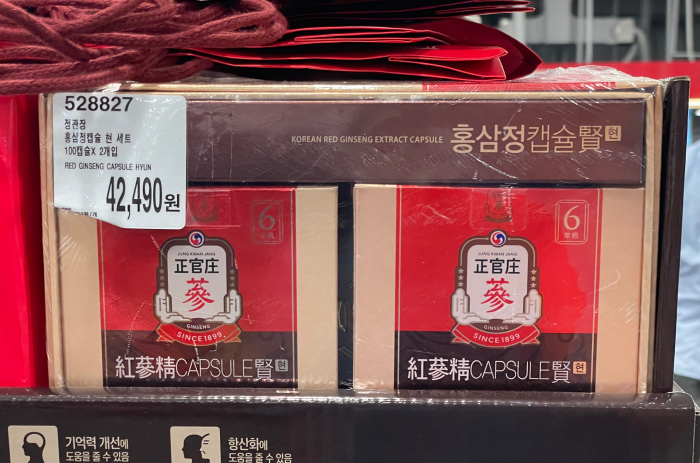 528827
정관장
홍삼정캡슐 현 세트
100캡슐X 2개입
RED GINSENG CAPSULE HYUN
42,490원
KOREAN RED GINSENG EXTRACT CAPSULE 홍삼정캡슐賢현
6
JUNG KWAN JANG
正官庄
蔘
GINSENG
SINCE 1899
紅蔘精CAPSULE賢현
6
JUNG KWAN JANG
正官庄
蔘
GINSENG
SINCE 1899
紅蔘精CAPSULE賢현
기억력 개선에
도움을 줄 수 있음
항산화에
도움을 줄 수 있음